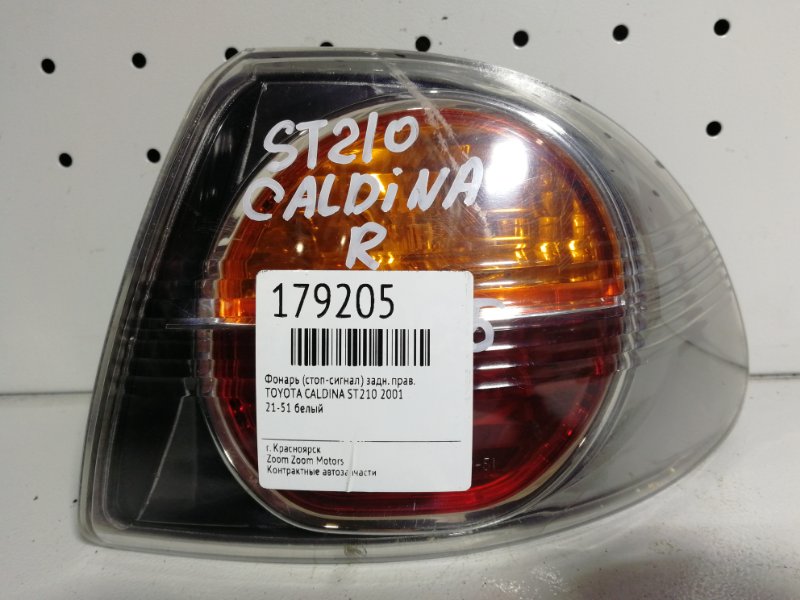 ST210
CALDINA
R
179205
Фонарь (стоп-сигнал) задн. прав.
TOYOTA CALDINA ST210 2001
21-51 белый
г. Красноярск
Zoom Zoom Motors
Контрактные автозапчасти